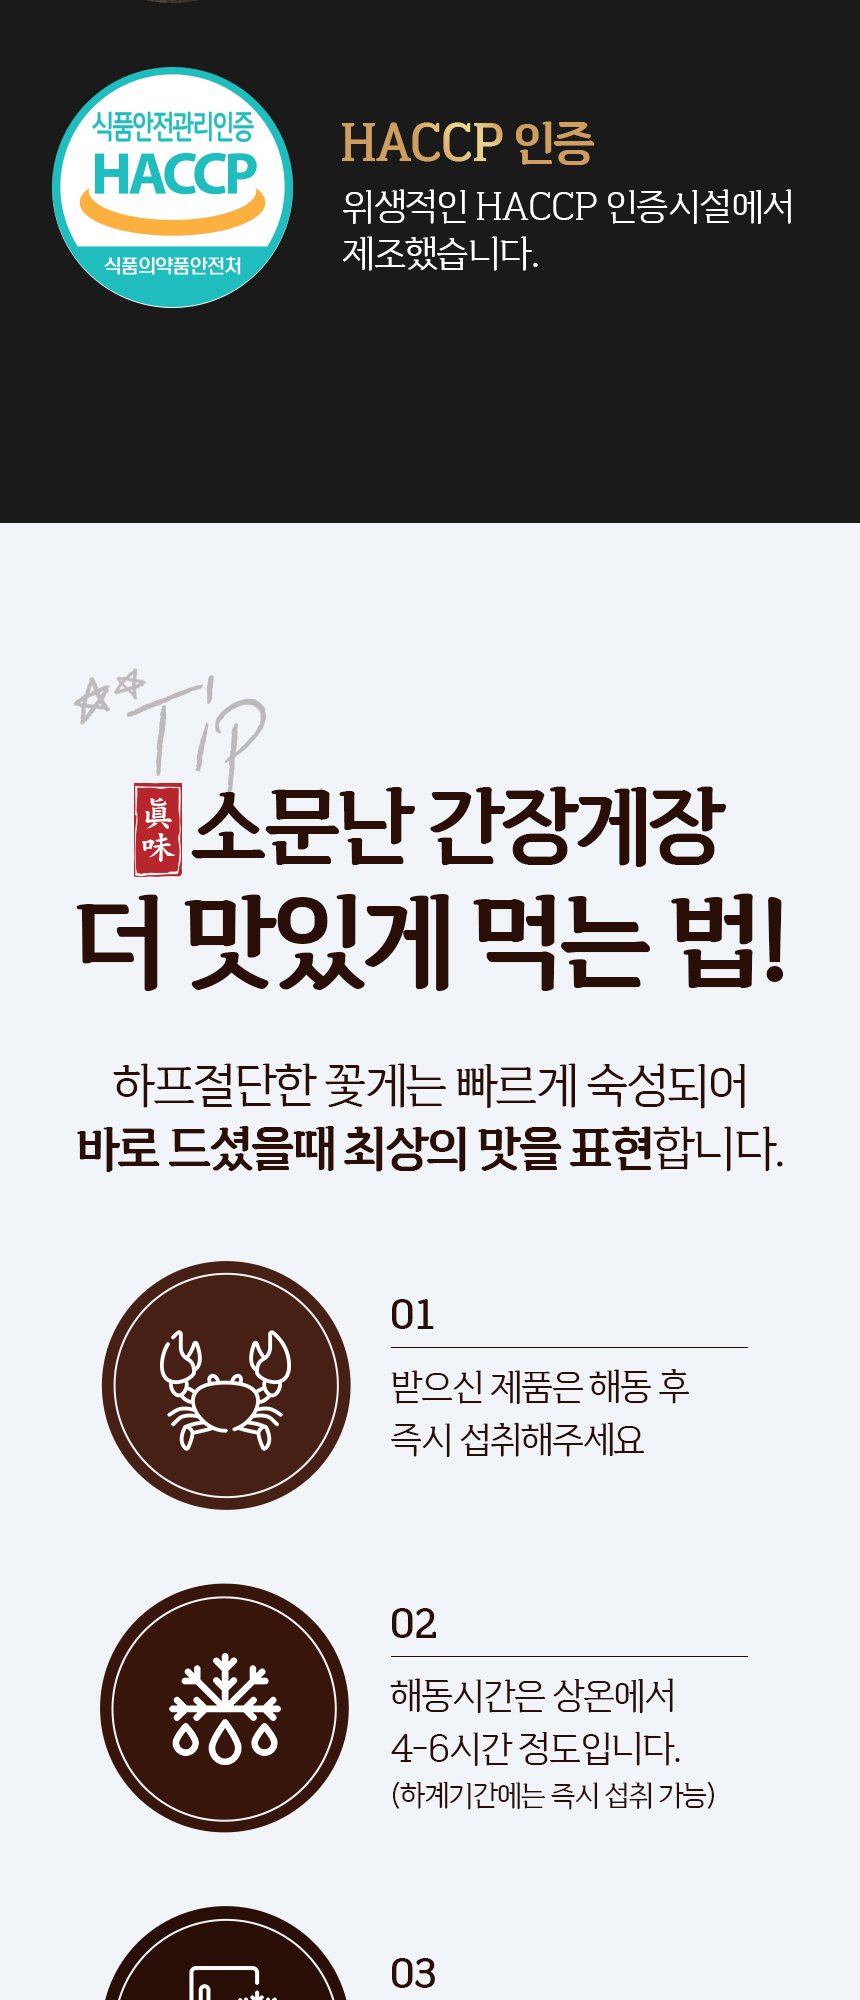 식품안전관리인증
HACCP
식품의약품안전처
HACCP 인증
위생적인 HACCP 인증시설에서
제조했습니다.
Tip
眞味
소문난 간장게장
더 맛있게 먹는 법!
하프절단한 꽃게는 빠르게 숙성되어
바로 드셨을때 최상의 맛을 표현합니다.
01
받으신 제품은 해동 후
즉시 섭취해주세요
02
해동시간은 상온에서
4-6시간 정도입니다.
(하계기간에는 즉시 섭취 가능)
03